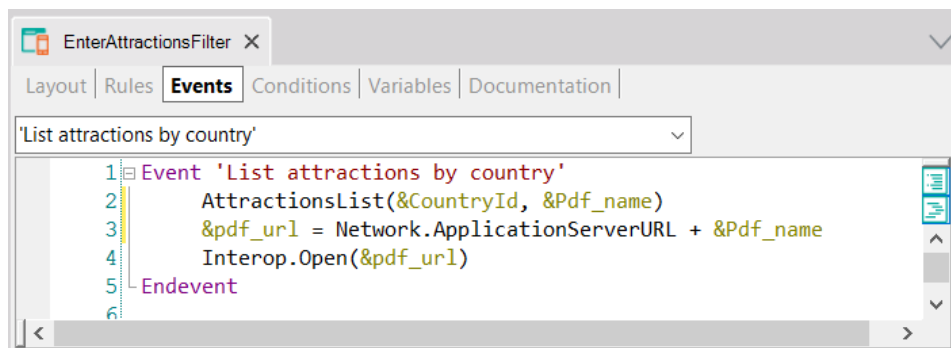 EnterAttractionsFilter
Layout Rules Events Conditions Variables Documentation
'List attractions by country'
1 Event 'List attractions by country'
2 AttractionsList(&CountryId, &Pdf_name)
3 &pdf_url = Network.ApplicationServerURL + &Pdf_name
4 Interop.Open(&pdf_url)
5 Endevent
6